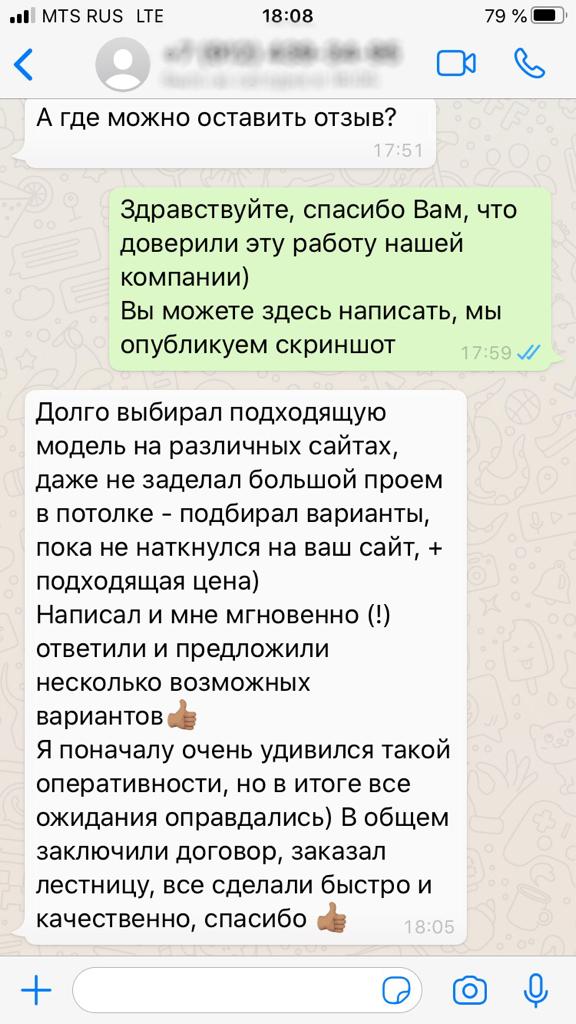 MTS RUS LTE 18:08 79 %
А где можно оставить отзыв?
17:51
Здравствуйте, спасибо Вам, что
доверили эту работу нашей
компании)
Вы можете здесь написать, мы
опубликуем скриншот
17:59
Долго выбирал подходящую
модель на различных сайтах,
даже не заделал большой проем
в потолке - подбирал варианты,
пока не наткнулся на ваш сайт, +
подходящая цена)
Написал и мне мгновенно (!)
ответили и предложили
несколько возможных
вариантов👍🏽
Я поначалу очень удивился такой
оперативности, но в итоге все
ожидания оправдались) В общем
заключили договор, заказал
лестницу, все сделали быстро и
качественно, спасибо 👍🏽
18:05